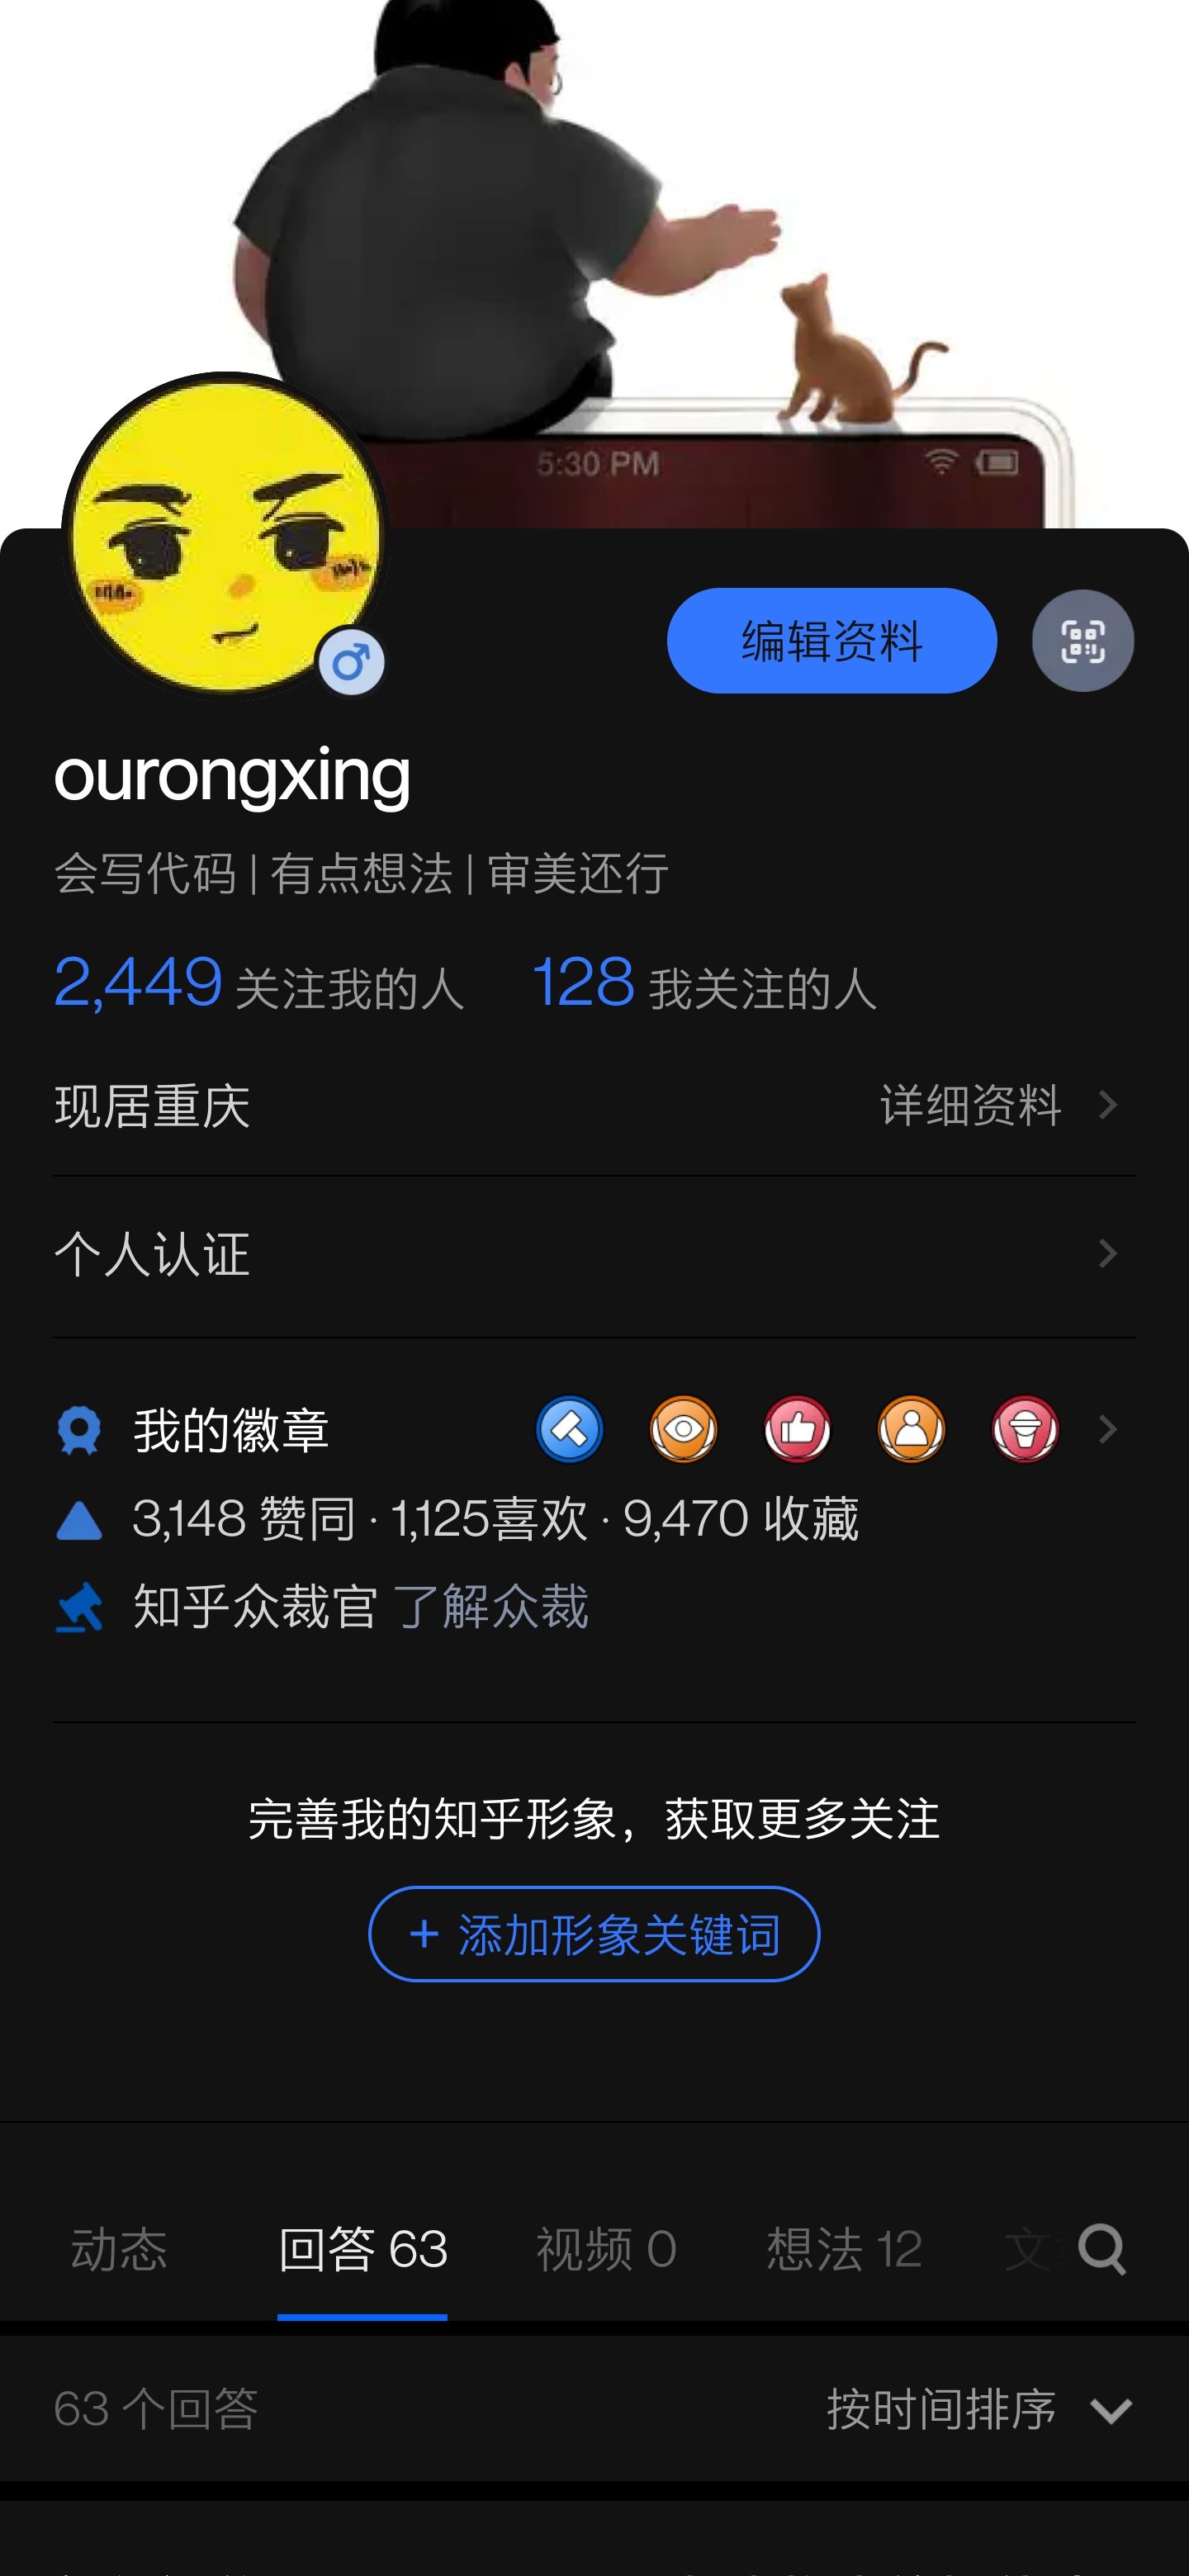 5:30 PM
编辑资料
ourongxing
会写代码 | 有点想法 | 审美还行
2,449 关注我的人 128 我关注的人
现居重庆 详细资料
个人认证
我的徽章
3,148 赞同 · 1,125喜欢 · 9,470 收藏
知乎众裁官 了解众裁
完善我的知乎形象，获取更多关注
+ 添加形象关键词
动态 回答 63 视频 0 想法 12 文
63 个回答 按时间排序